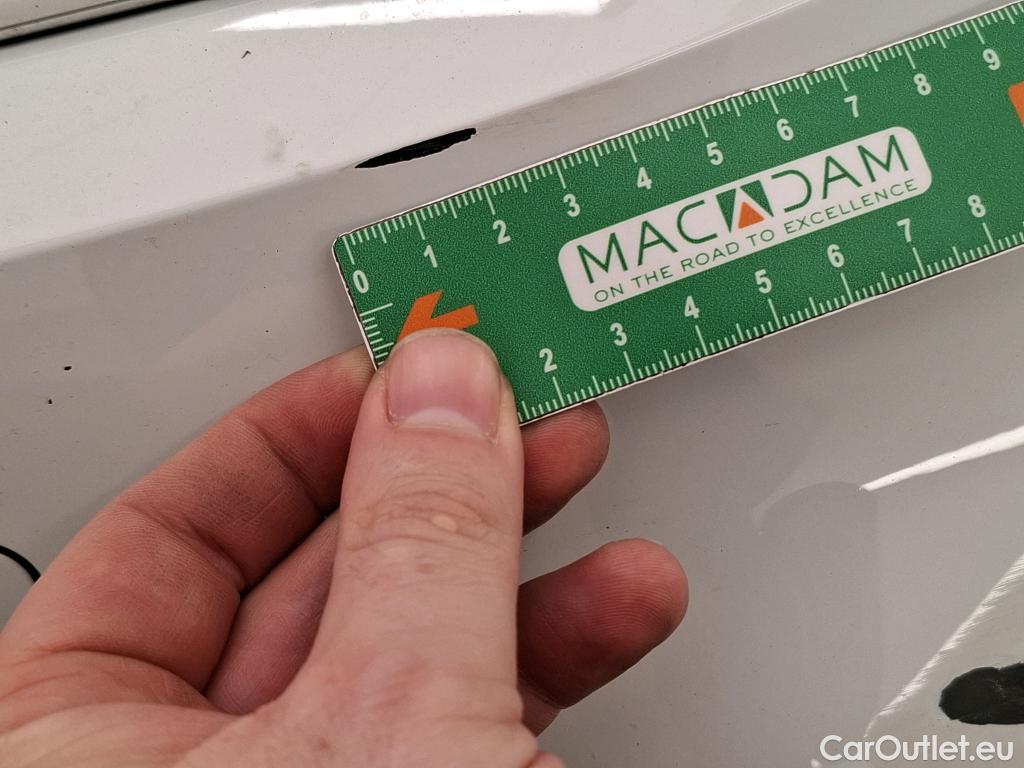 0 1 2 3 4 5 6 7 8 9
MACADAM
ON THE ROAD TO EXCELLENCE
2 3 4 5 6 7 8
CarOutlet.eu